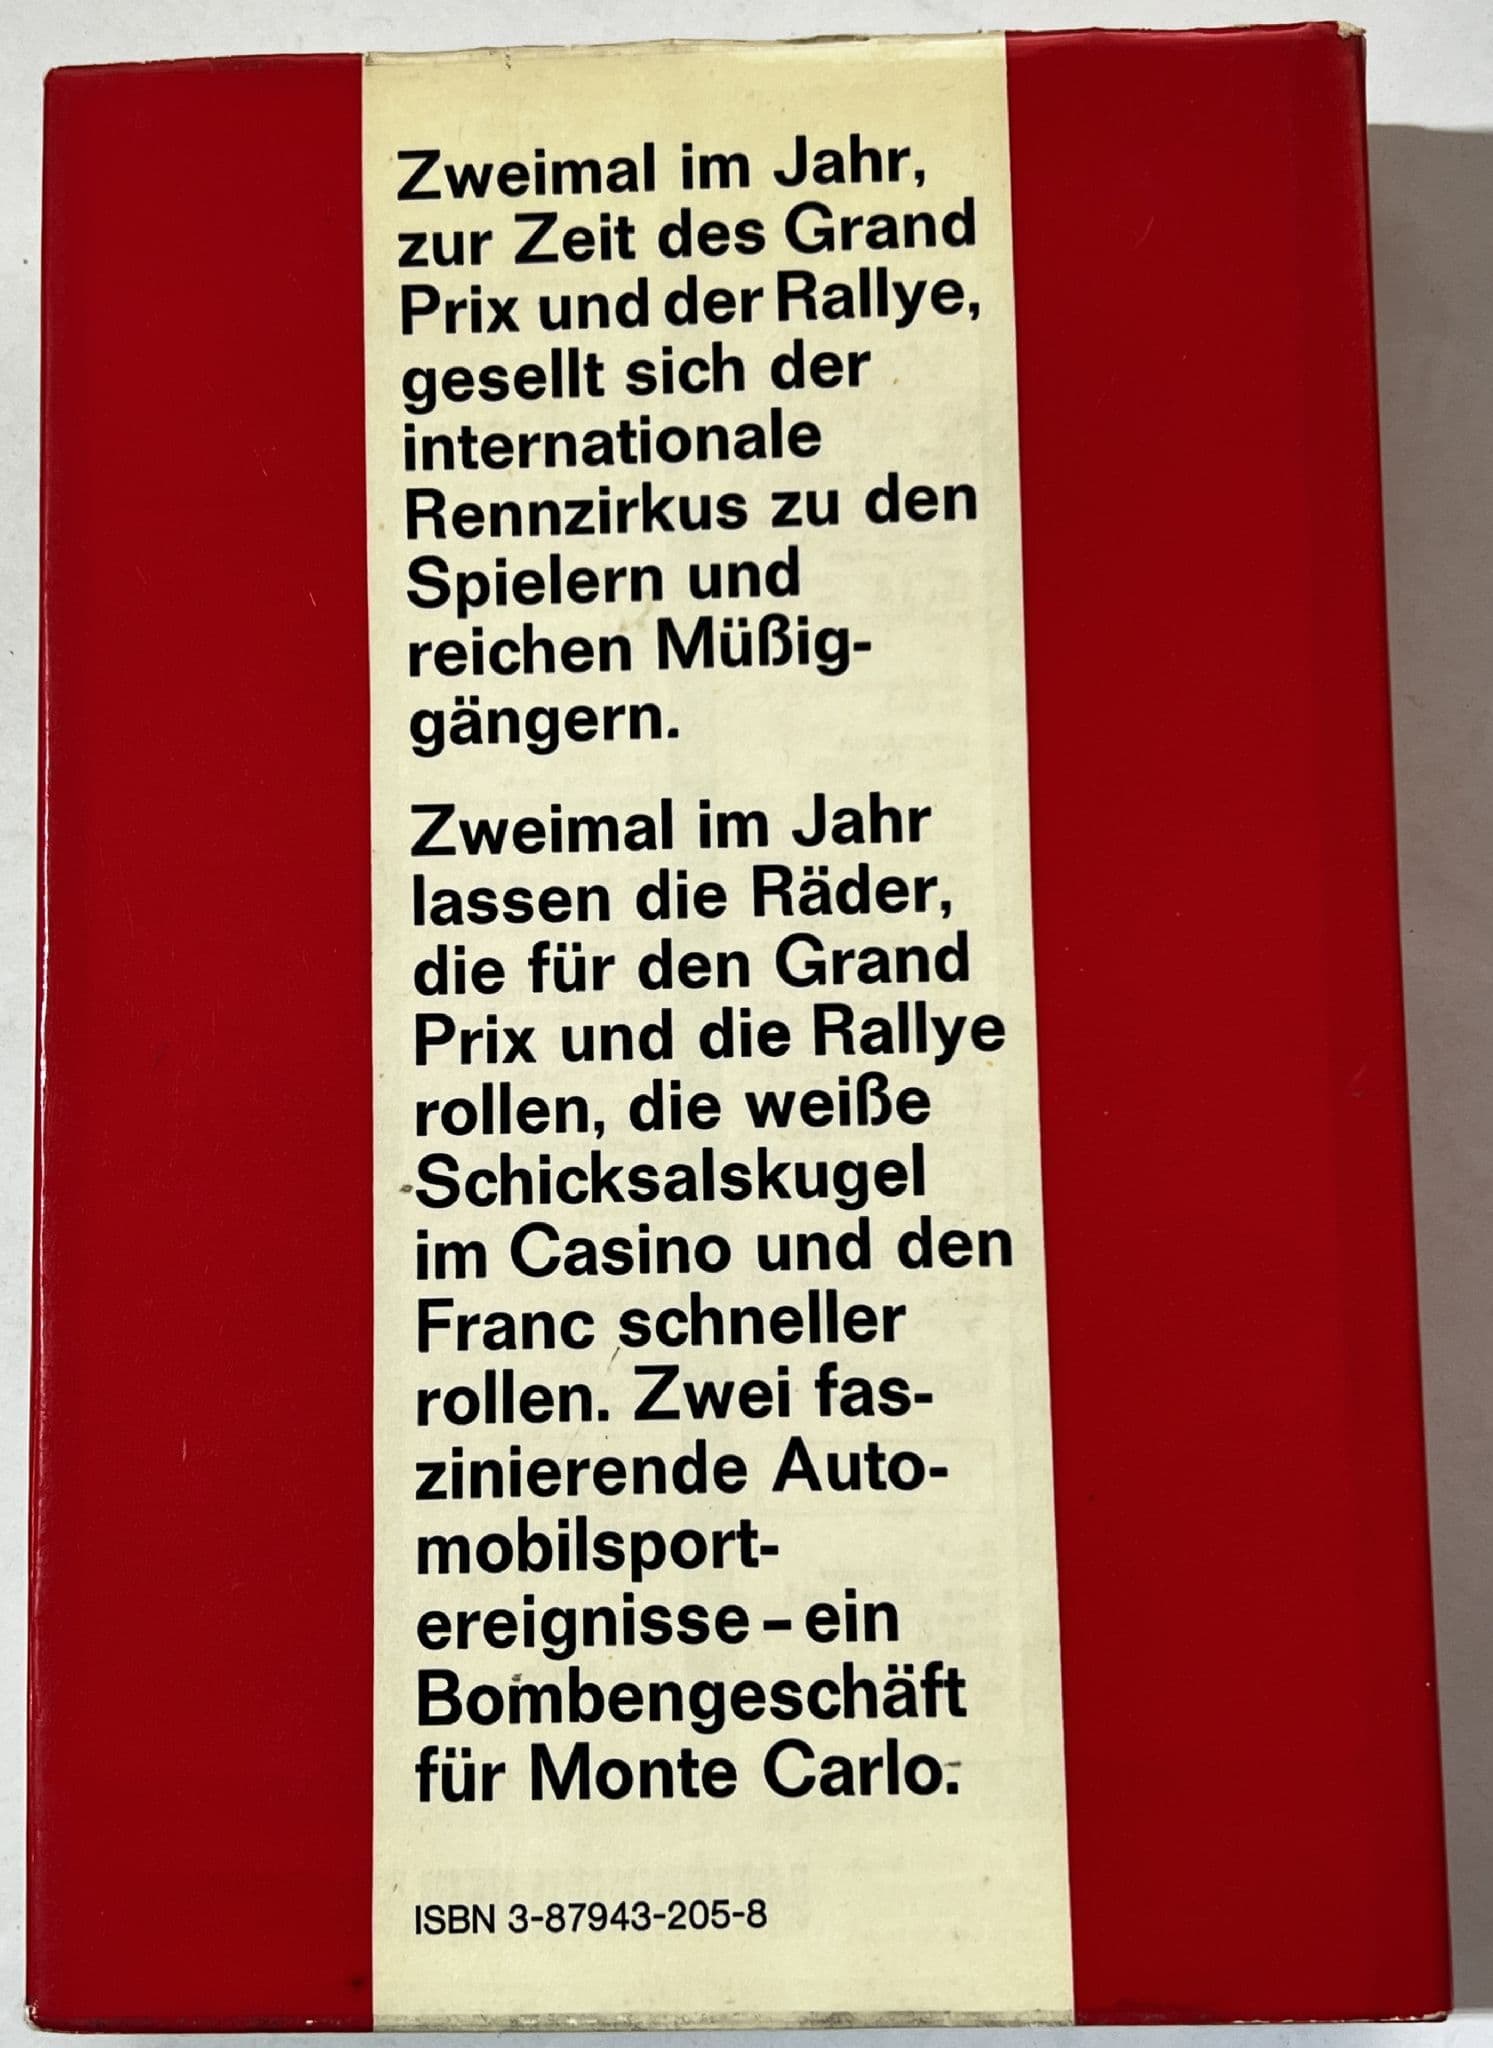 Zweimal im Jahr,
zur Zeit des Grand
Prix und der Rallye,
gesellt sich der
internationale
Rennzirkus zu den
Spielern und
reichen Müßig-
gängern.
Zweimal im Jahr
lassen die Räder,
die für den Grand
Prix und die Rallye
rollen, die weiße
Schicksalskugel
im Casino und den
Franc schneller
rollen. Zwei fas-
zinierende Auto-
mobilsport-
ereignisse – ein
Bombengeschäft
für Monte Carlo.
ISBN 3-87943-205-8